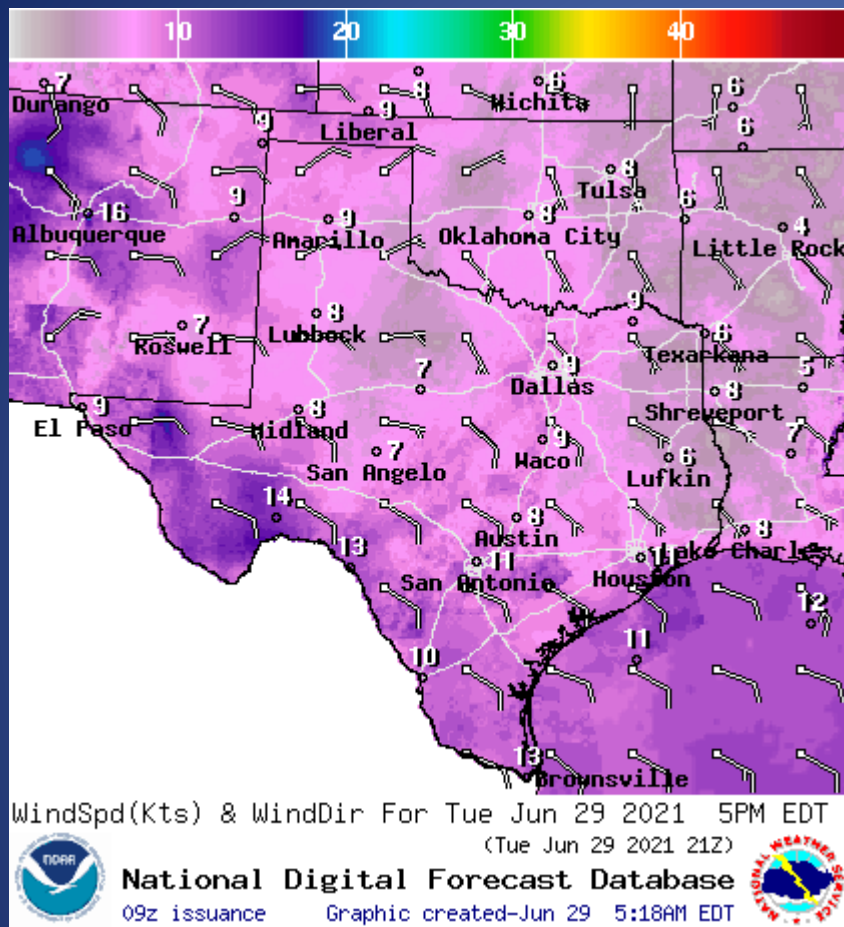 10 20 30 40
7 8 6 6
Durango Wichita
9 9
Liberal 6
8
Tulsa
16 9 9 8 6 4
Albuquerque Amarillo Oklahoma City Little Rock
7 8 9 6
Roswell Lubbock Texarkana
9
Dallas
9 8 7 8 5
El Paso Midland Shreveport
7 9 6 7
San Angelo Waco Lufkin
14 8 8
Austin
13 11 11 Lake Charles
San Antonio Houston
12
10 11
13
Brownsville
WindSpd(Kts) & WindDir For Tue Jun 29 2021 5PM EDT
(Tue Jun 29 2021 21Z)
NOAA
National Digital Forecast Database
09z issuance Graphic created-Jun 29 5:18AM EDT
NATIONAL WEATHER SERVICE